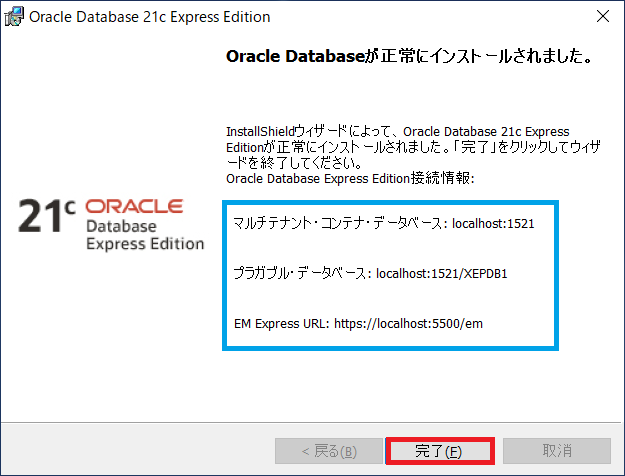 Oracle Database 21c Express Edition
Oracle Databaseが正常にインストールされました。
InstallShieldウィザードによって、Oracle Database 21c Express
Editionが正常にインストールされました。「完了」をクリックしてウィザ
ードを終了してください。
Oracle Database Express Edition接続情報:
21c ORACLE
Database
Express Edition
マルチテナント・コンテナ・データベース: localhost:1521
プラガブル・データベース: localhost:1521/XEPDB1
EM Express URL: https://localhost:5500/em
< 戻る(B)
完了(F)
取消